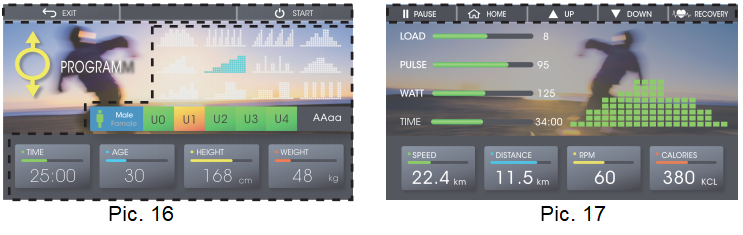 EXIT START
PROGRAM
Male
Female
U0 U1 U2 U3 U4 AAaa
TIME AGE HEIGHT WEIGHT
25:00 30 168 cm 48 kg
Pic. 16
PAUSE HOME UP DOWN RECOVERY
LOAD 8
PULSE 95
WATT 125
TIME 34:00
SPEED DISTANCE RPM CALORIES
22.4 km 11.5 km 60 380 KCL
Pic. 17